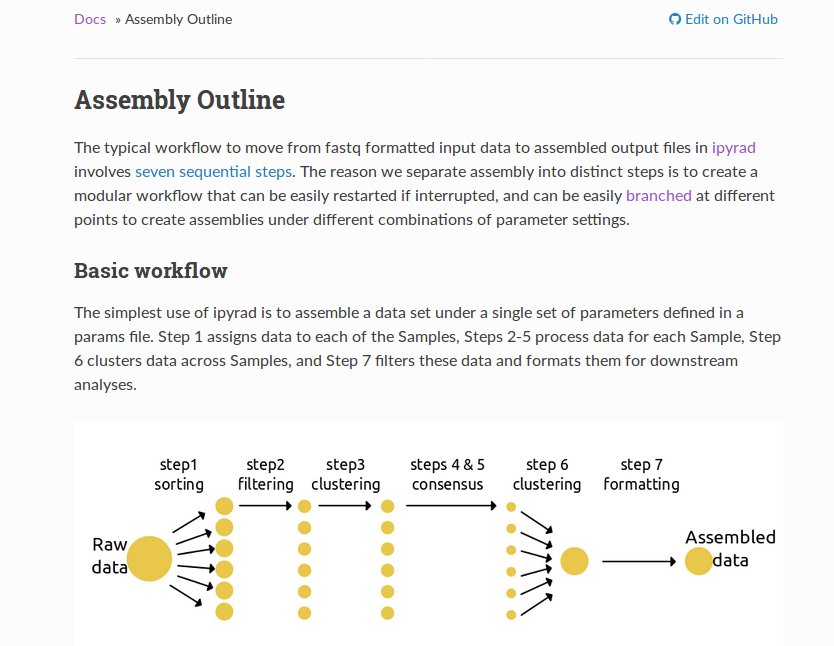 Docs » Assembly Outline
Edit on GitHub
Assembly Outline
The typical workflow to move from fastq formatted input data to assembled output files in ipyrad
involves seven sequential steps. The reason we separate assembly into distinct steps is to create a
modular workflow that can be easily restarted if interrupted, and can be easily branched at different
points to create assemblies under different combinations of parameter settings.
Basic workflow
The simplest use of ipyrad is to assemble a data set under a single set of parameters defined in a
params file. Step 1 assigns data to each of the Samples, Steps 2-5 process data for each Sample, Step
6 clusters data across Samples, and Step 7 filters these data and formats them for downstream
analyses.
step1
sorting
step2
filtering
step3
clustering
steps 4 & 5
consensus
step 6
clustering
step 7
formatting
Raw
data
Assembled
data